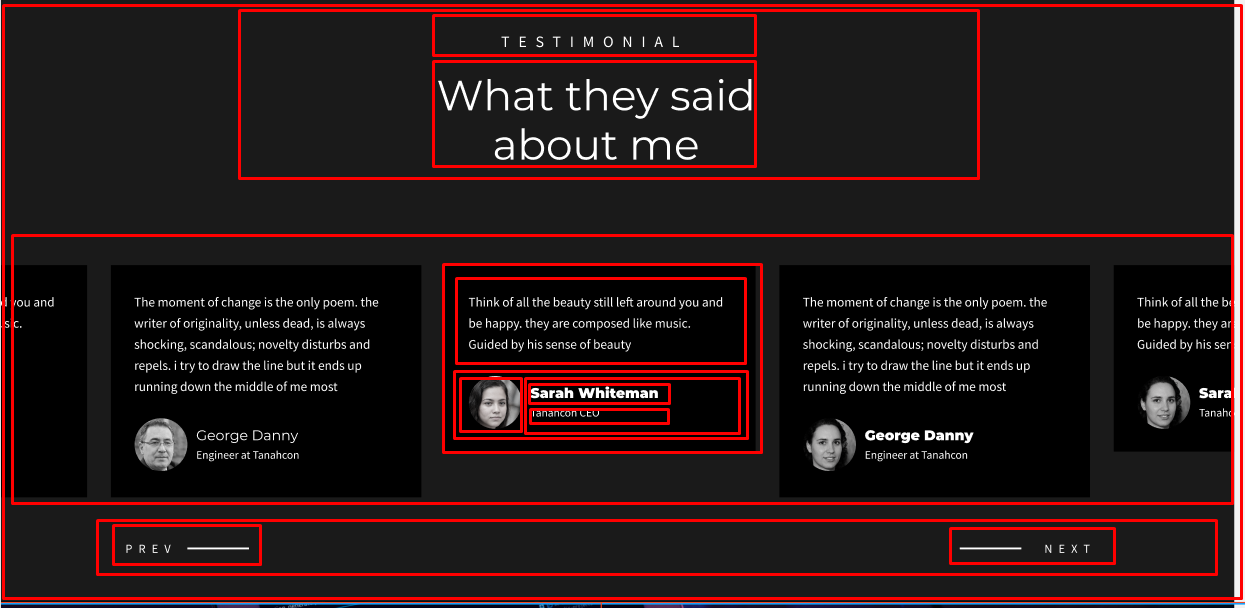 TESTIMONIAL
What they said
about me
you and
The moment of change is the only poem. the
writer of originality, unless dead, is always
shocking, scandalous; novelty disturbs and
repels. i try to draw the line but it ends up
running down the middle of me most
George Danny
Engineer at Tanahcon
Think of all the beauty still left around you and
be happy. they are composed like music.
Guided by his sense of beauty
Sarah Whiteman
Tanahcon CEO
The moment of change is the only poem. the
writer of originality, unless dead, is always
shocking, scandalous; novelty disturbs and
repels. i try to draw the line but it ends up
running down the middle of me most
George Danny
Engineer at Tanahcon
Think of all the be
be happy. they ar
Guided by his sen
Sara
Tanahc
PREV
NEXT